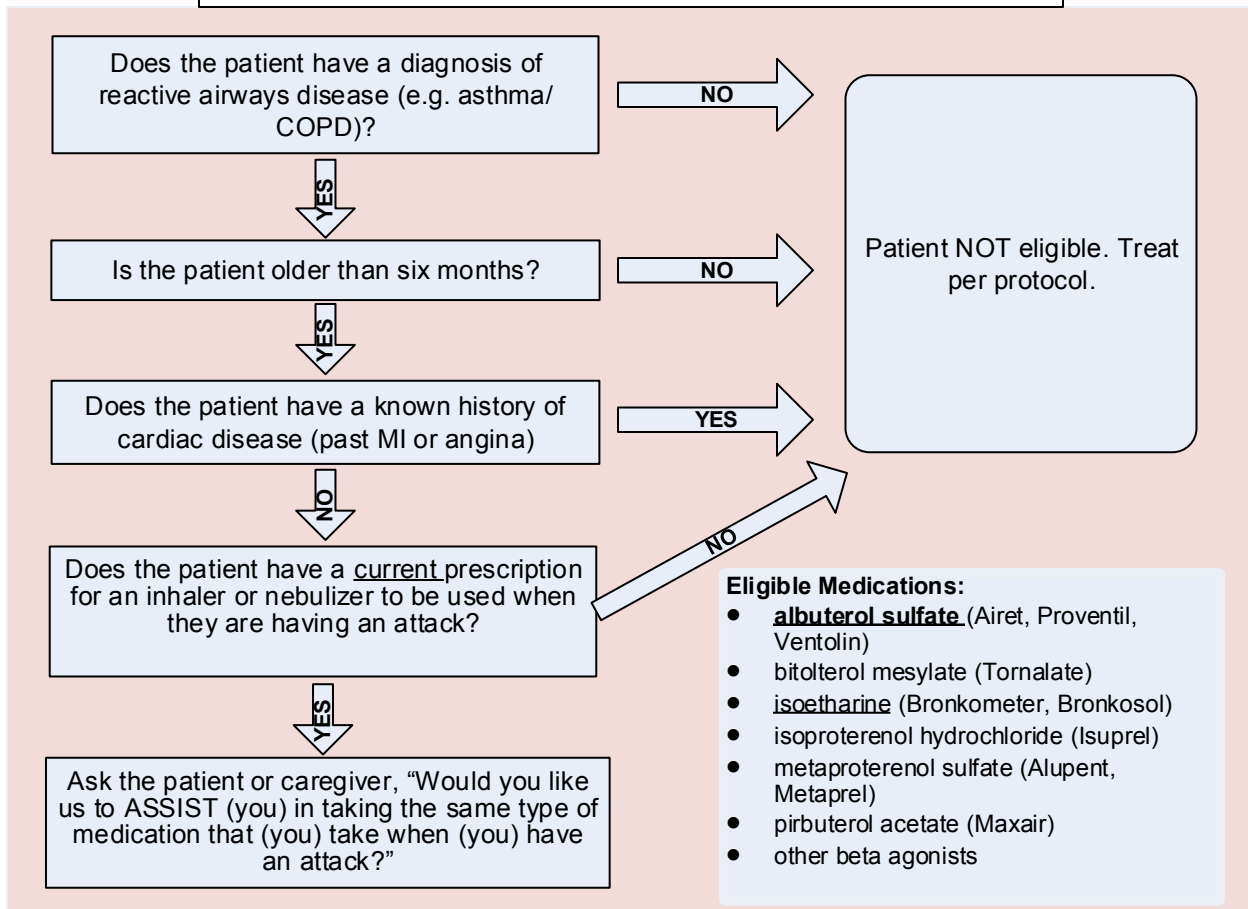 Does the patient have a diagnosis of
reactive airways disease (e.g. asthma/
COPD)?
NO
YES
Is the patient older than six months?
NO
Patient NOT eligible. Treat
per protocol.
YES
Does the patient have a known history of
cardiac disease (past MI or angina)
YES
NO
Does the patient have a current prescription
for an inhaler or nebulizer to be used when
they are having an attack?
NO
YES
Ask the patient or caregiver, “Would you like
us to ASSIST (you) in taking the same type of
medication that (you) take when (you) have
an attack?”
Eligible Medications:
● albuterol sulfate (Airet, Proventil,
Ventolin)
● bitolterol mesylate (Tornalate)
● isoetharine (Bronkometer, Bronkosol)
● isoproterenol hydrochloride (Isuprel)
● metaproterenol sulfate (Alupent,
Metaprel)
● pirbuterol acetate (Maxair)
● other beta agonists